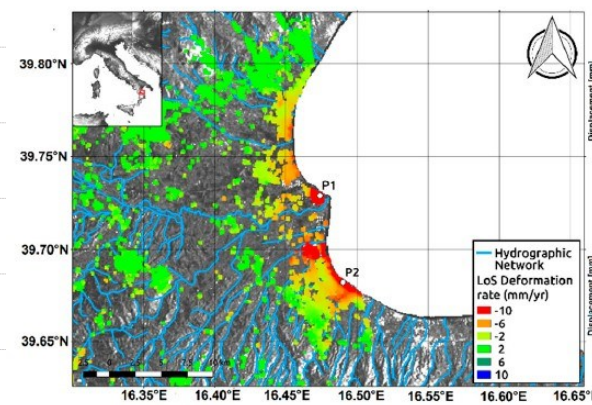 39.80°N
39.75°N
39.70°N
39.65°N
P1
P2
Hydrographic
Network
LoS Deformation
rate (mm/yr)
-10
-6
-2
2
6
10
16.35°E 16.40°E 16.45°E 16.50°E 16.55°E 16.60°E 16.65°E